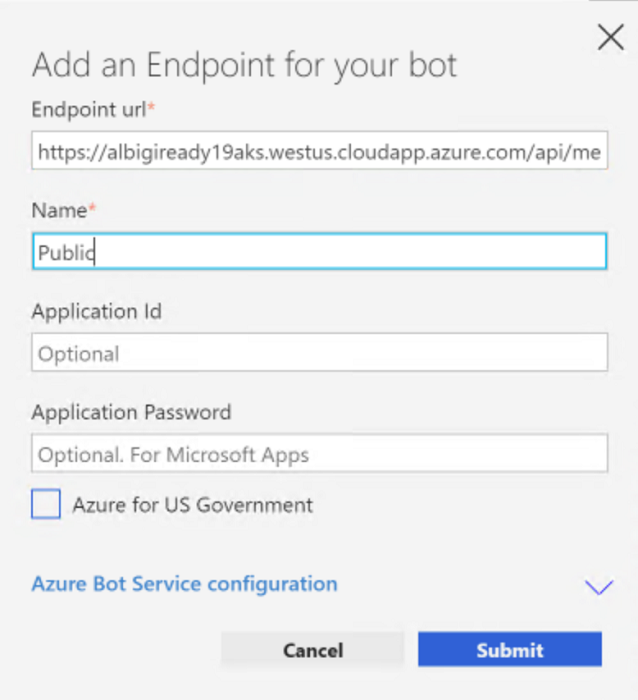 Add an Endpoint for your bot
Endpoint url*
https://albigiready19aks.westus.cloudapp.azure.com/api/me
Name*
Public
Application Id
Optional
Application Password
Optional. For Microsoft Apps
Azure for US Government
Azure Bot Service configuration
Cancel Submit